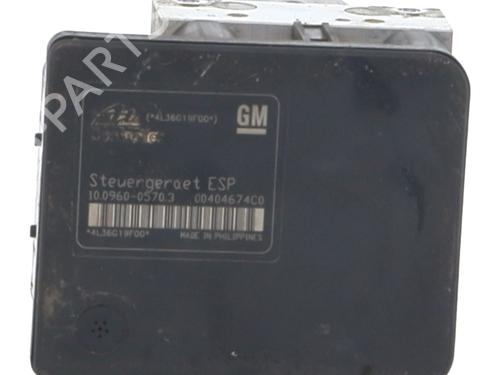 (*4L36G19F00*)
GM
Steuergeraet ESP
10.0960-0570.3 00404674C0
*4L36G19F00* MADE IN PHILIPPINES